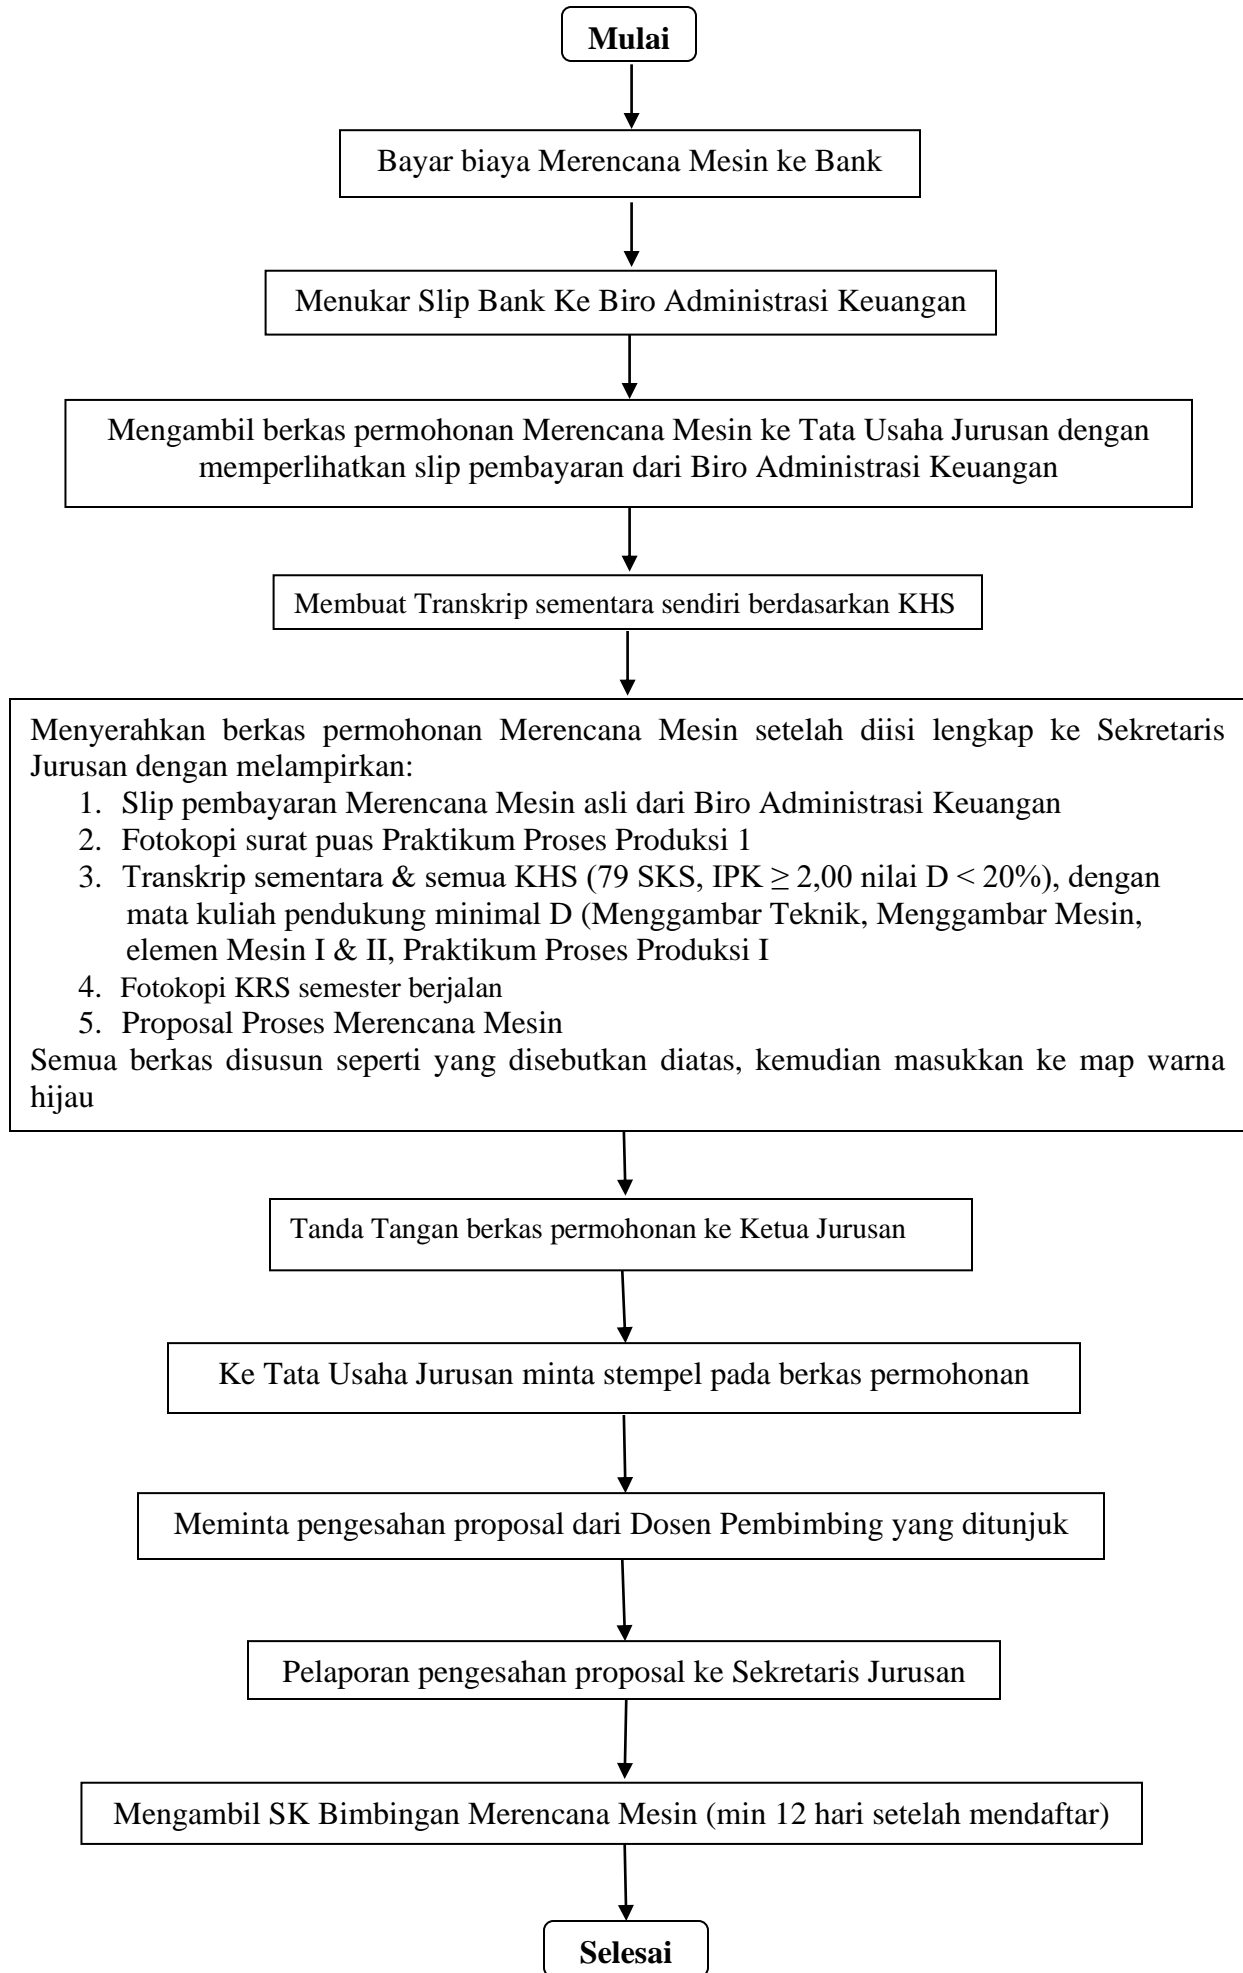 Mulai
Bayar biaya Merencana Mesin ke Bank
Menukar Slip Bank Ke Biro Administrasi Keuangan
Mengambil berkas permohonan Merencana Mesin ke Tata Usaha Jurusan dengan
memperlihatkan slip pembayaran dari Biro Administrasi Keuangan
Membuat Transkrip sementara sendiri berdasarkan KHS
Menyerahkan berkas permohonan Merencana Mesin setelah diisi lengkap ke Sekretaris
Jurusan dengan melampirkan:
1. Slip pembayaran Merencana Mesin asli dari Biro Administrasi Keuangan
2. Fotokopi surat puas Praktikum Proses Produksi 1
3. Transkrip sementara & semua KHS (79 SKS, IPK ≥ 2,00 nilai D < 20%), dengan
mata kuliah pendukung minimal D (Menggambar Teknik, Menggambar Mesin,
elemen Mesin I & II, Praktikum Proses Produksi I
4. Fotokopi KRS semester berjalan
5. Proposal Proses Merencana Mesin
Semua berkas disusun seperti yang disebutkan diatas, kemudian masukkan ke map warna
hijau
Tanda Tangan berkas permohonan ke Ketua Jurusan
Ke Tata Usaha Jurusan minta stempel pada berkas permohonan
Meminta pengesahan proposal dari Dosen Pembimbing yang ditunjuk
Pelaporan pengesahan proposal ke Sekretaris Jurusan
Mengambil SK Bimbingan Merencana Mesin (min 12 hari setelah mendaftar)
Selesai